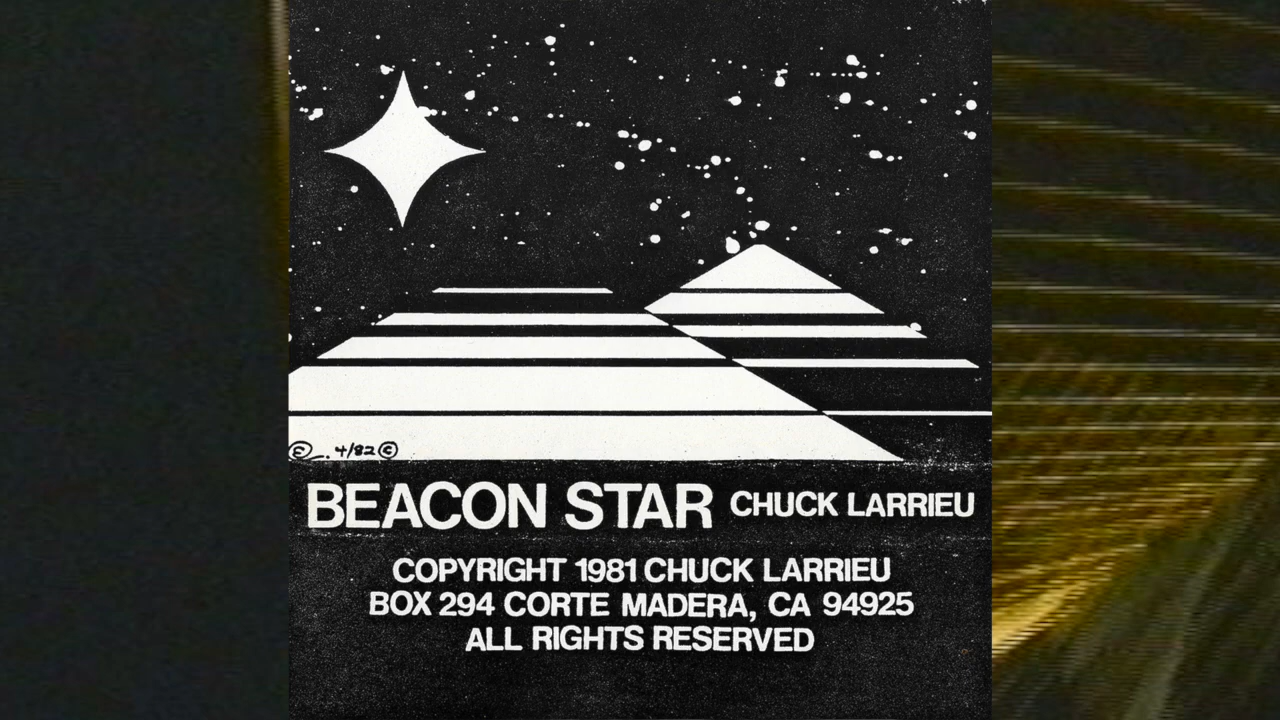 4/82 ©
BEACON STAR CHUCK LARRIEU
COPYRIGHT 1981 CHUCK LARRIEU
BOX 294 CORTE MADERA, CA 94925
ALL RIGHTS RESERVED